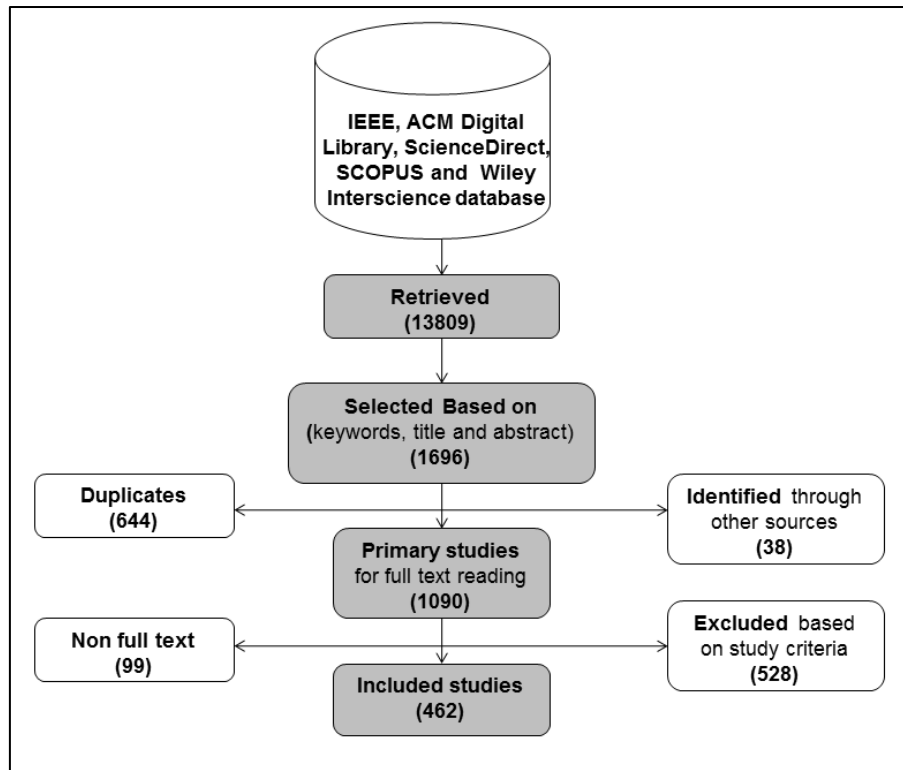 IEEE, ACM Digital
Library, ScienceDirect,
SCOPUS and Wiley
Interscience database
Retrieved
(13809)
Selected Based on
(keywords, title and abstract)
(1696)
Duplicates
(644)
Identified through
other sources
(38)
Primary studies
for full text reading
(1090)
Non full text
(99)
Excluded based
on study criteria
(528)
Included studies
(462)